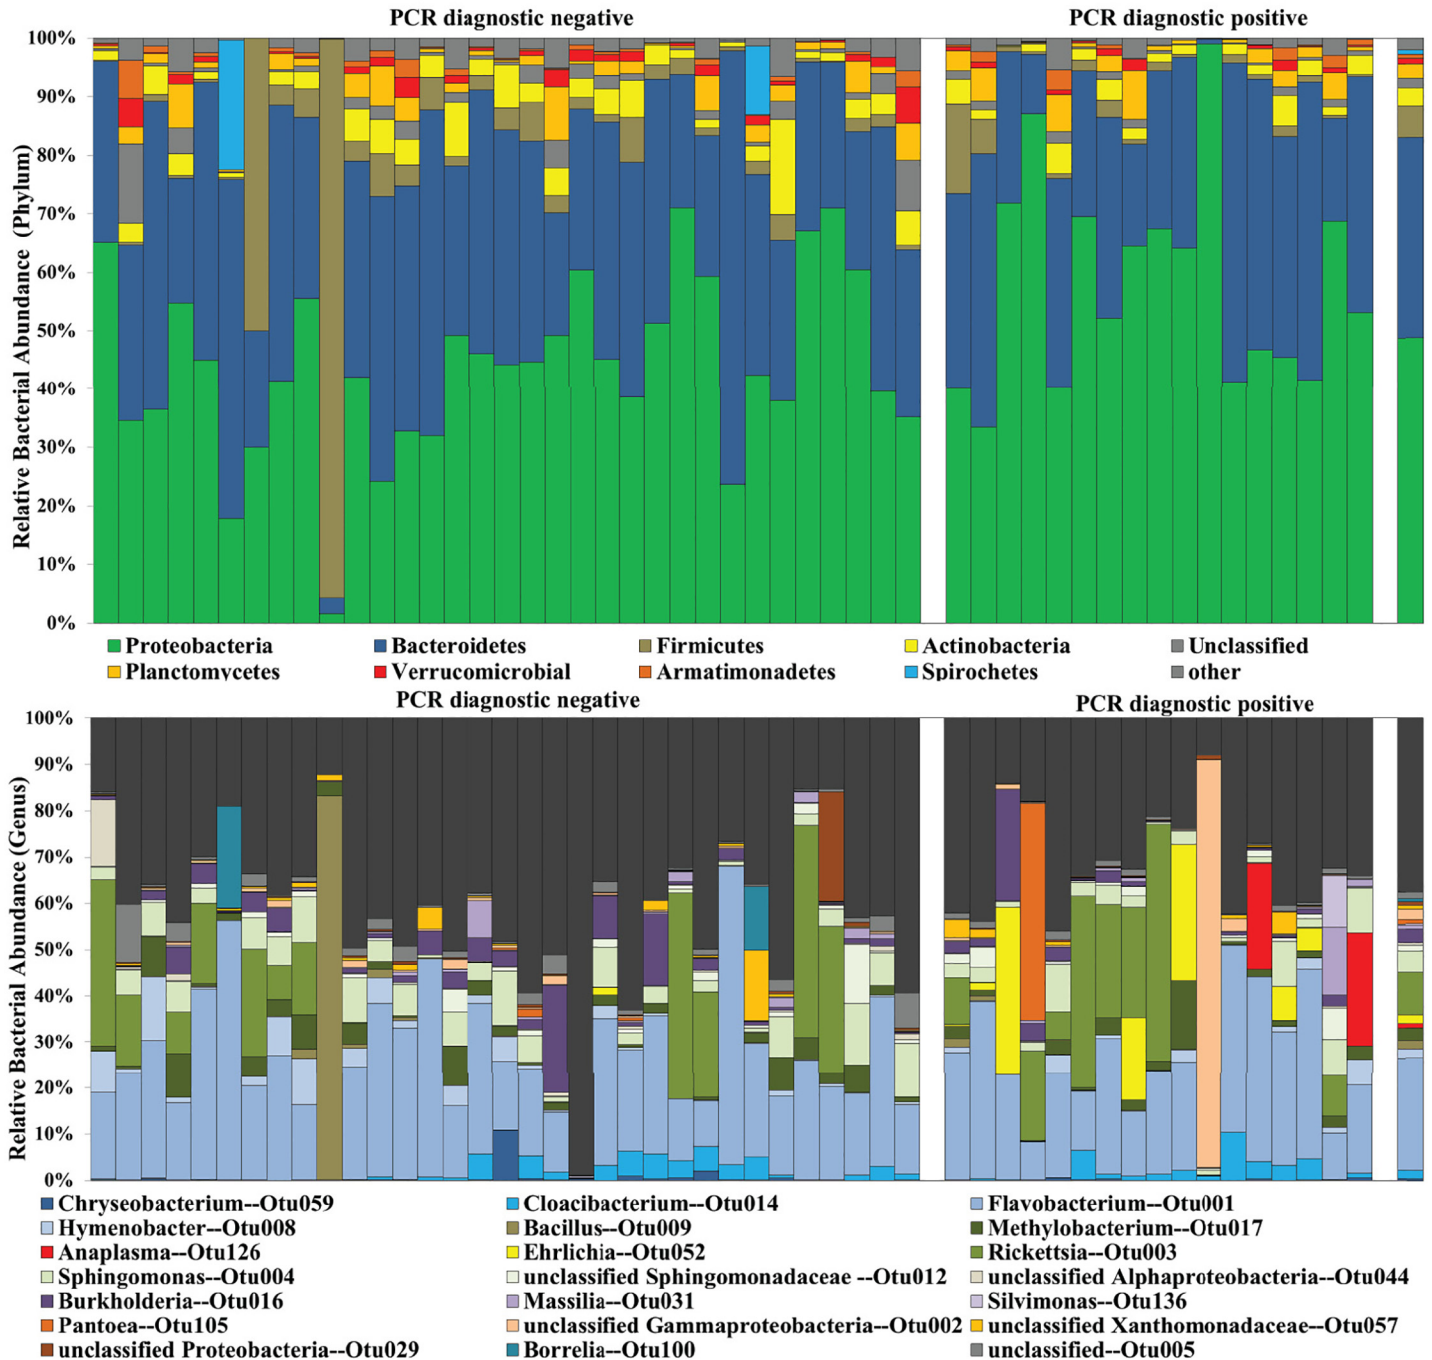 PCR diagnostic negative PCR diagnostic positive
Relative Bacterial Abundance (Phylum)
100%
90%
80%
70%
60%
50%
40%
30%
20%
10%
0%
Proteobacteria Bacteroidetes Firmicutes Actinobacteria Unclassified
Planctomycetes Verrucomicrobial Armatimonadetes Spirochetes other
PCR diagnostic negative PCR diagnostic positive
Relative Bacterial Abundance (Genus)
100%
90%
80%
70%
60%
50%
40%
30%
20%
10%
0%
Chryseobacterium--Otu059 Cloacibacterium--Otu014 Flavobacterium--Otu001
Hymenobacter--Otu008 Bacillus--Otu009 Methylobacterium--Otu017
Anaplasma--Otu126 Ehrlichia--Otu052 Rickettsia--Otu003
Sphingomonas--Otu004 unclassified Sphingomonadaceae --Otu012 unclassified Alphaproteobacteria--Otu044
Burkholderia--Otu016 Massilia--Otu031 Silvimonas--Otu136
Pantoea--Otu105 unclassified Gammaproteobacteria--Otu002 unclassified Xanthomonadaceae--Otu057
unclassified Proteobacteria--Otu029 Borrelia--Otu100 unclassified--Otu005